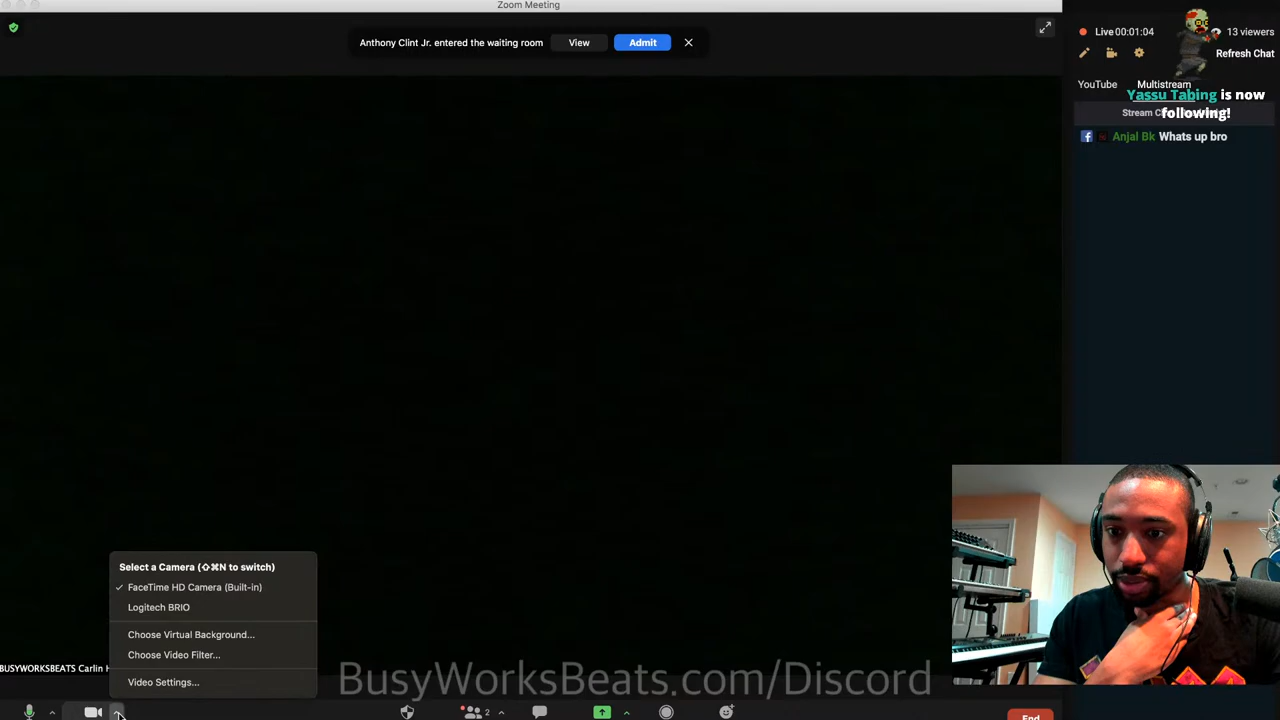 Zoom Meeting
Anthony Clint Jr. entered the waiting room View Admit
Live 00:01:04 13 viewers
Refresh Chat
YouTube Multistream
Yassu Tabing is now following!
Stream
Anjal Bk Whats up bro
Select a Camera (⇧⌘N to switch)
✓ FaceTime HD Camera (Built-in)
Logitech BRIO
Choose Virtual Background...
Choose Video Filter...
Video Settings...
BUSYWORKSBEATS Carlin
BusyWorksBeats.com/Discord
2
End